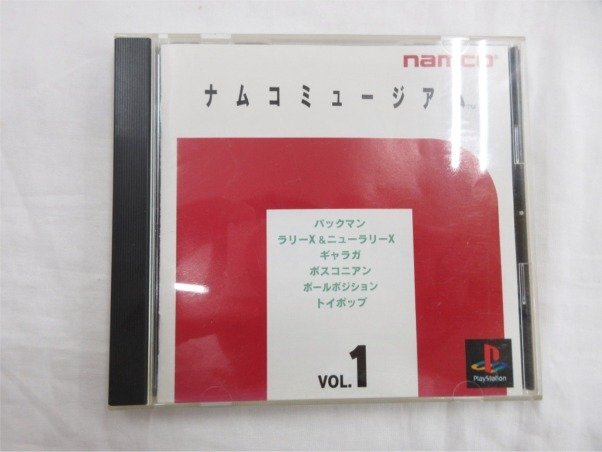 namco®
ナムコミュージアム™
パックマン
ラリーX&ニューラリーX
ギャラガ
ボスコニアン
ポールポジション
トイポップ
VOL.1
PlayStation